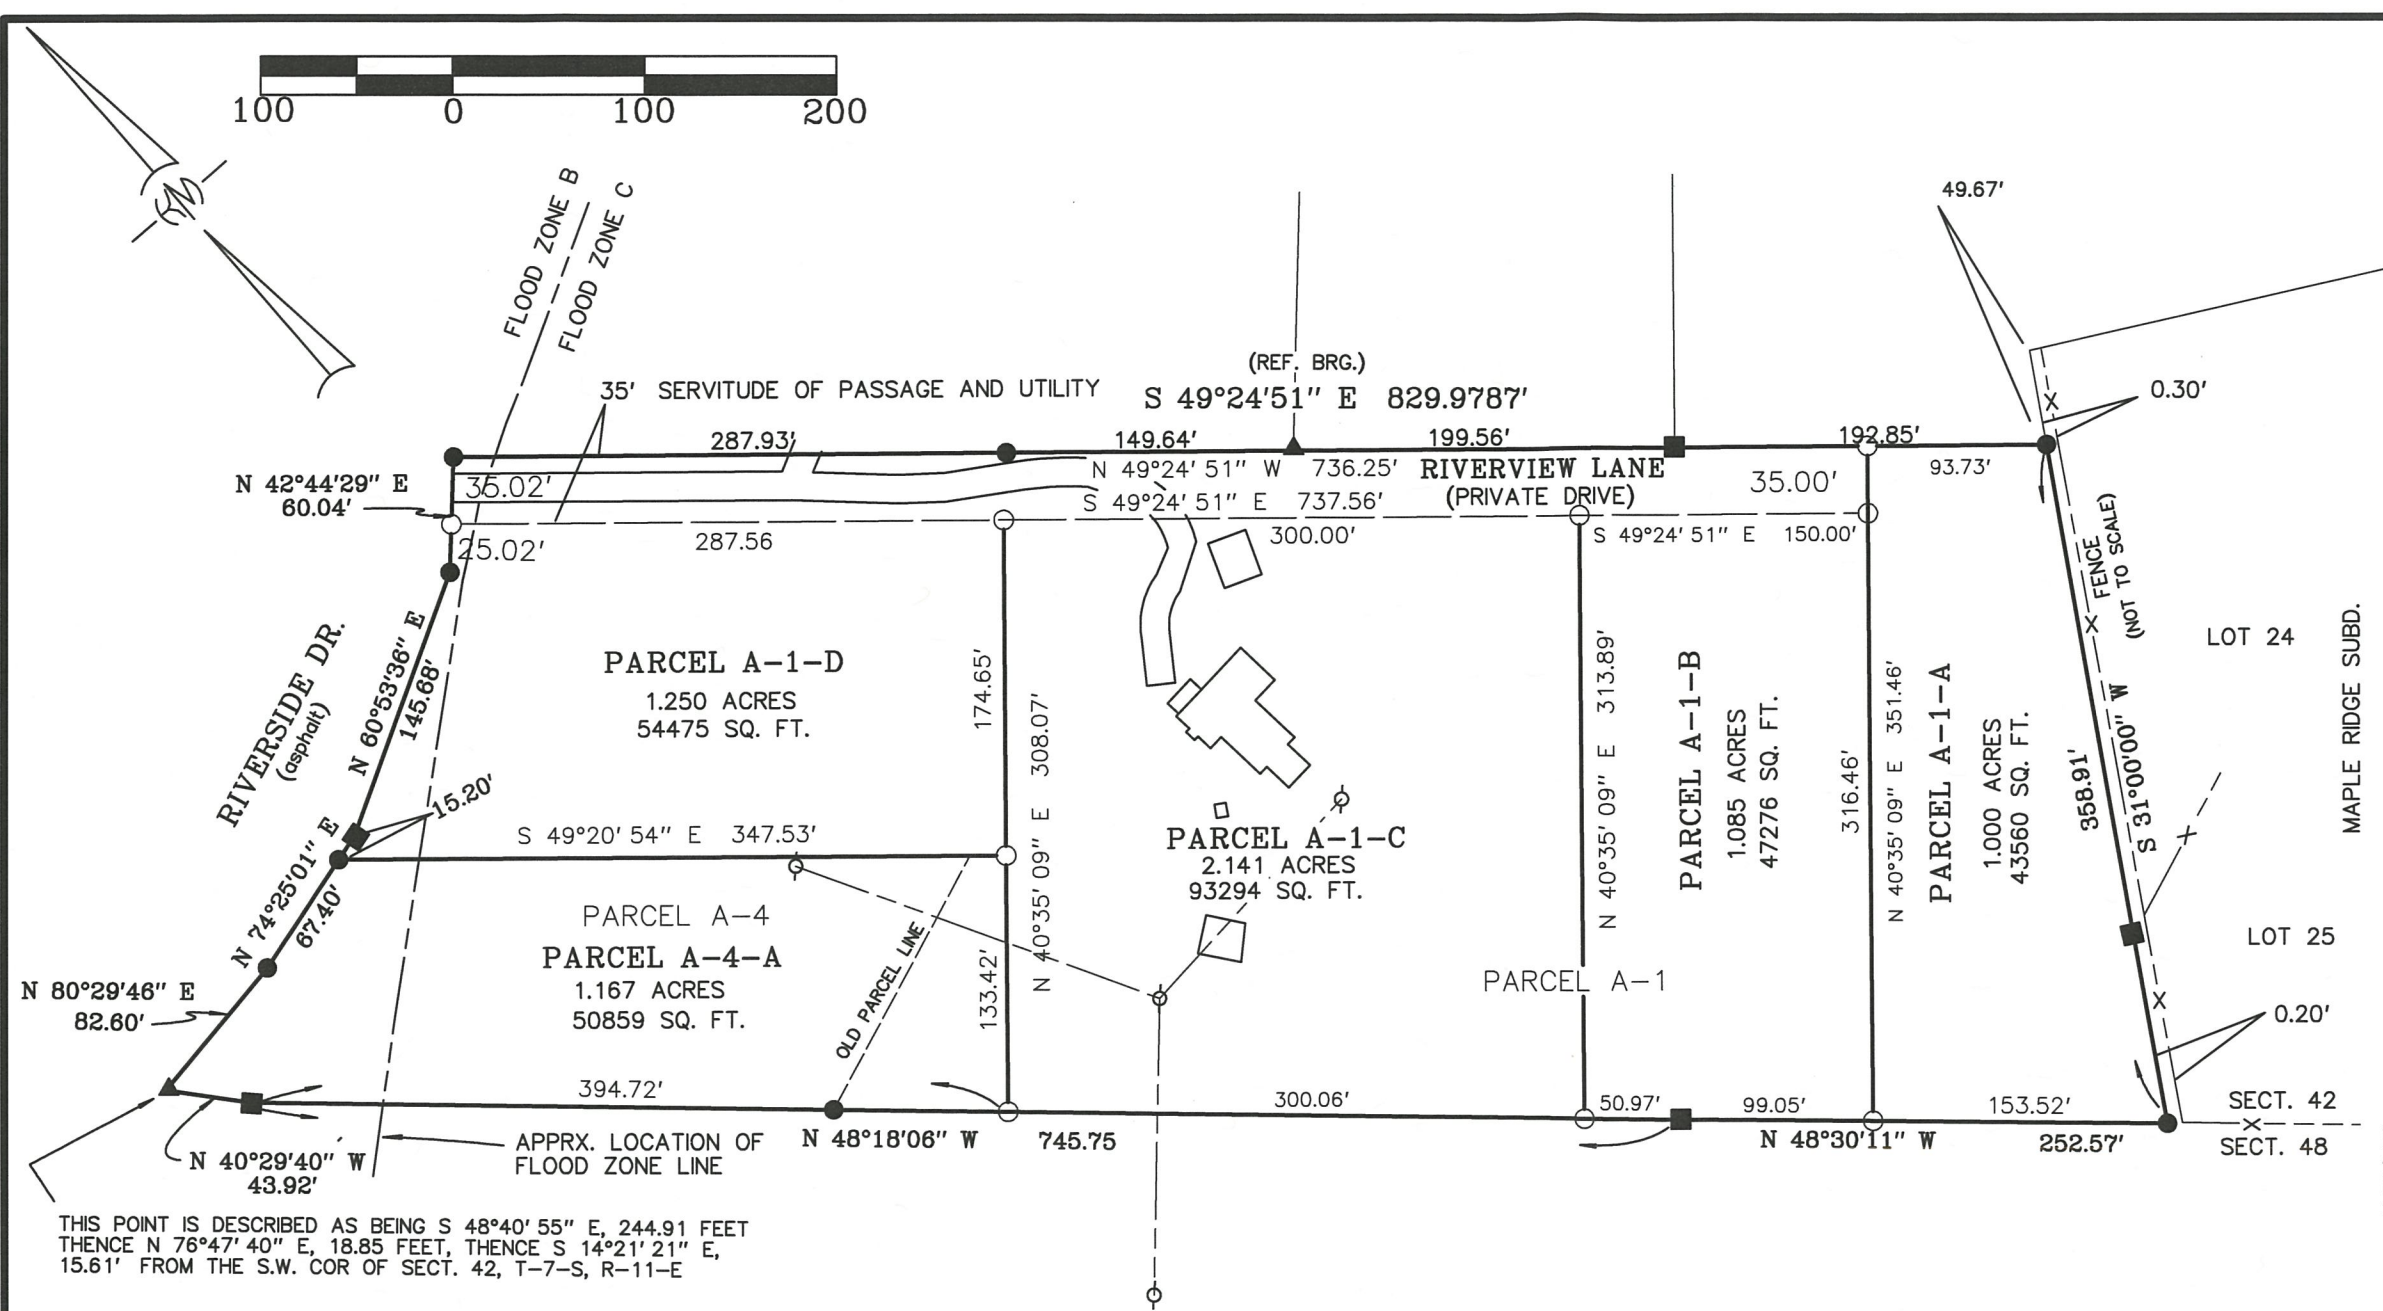 100 0 100 200
FLOOD ZONE B
FLOOD ZONE C
49.67'
(REF. BRG.)
35' SERVITUDE OF PASSAGE AND UTILITY
S 49°24'51" E 829.9787'
0.30'
287.93'
149.64'
199.56'
192.85'
N 42°44'29" E
60.04'
35.02'
N 49°24'51" W 736.25'
RIVERVIEW LANE
(PRIVATE DRIVE)
35.00'
93.73'
S 49°24'51" E 737.56'
25.02'
287.56
300.00'
S 49°24'51" E 150.00'
FENCE
(NOT TO SCALE)
RIVERSIDE DR.
(asphalt)
N 60°53'36" E
145.68'
PARCEL A-1-D
1.250 ACRES
54475 SQ. FT.
174.65'
N 40°35'09" E 308.07'
N 40°35'09" E 313.89'
PARCEL A-1-B
1.085 ACRES
47276 SQ. FT.
316.46'
N 40°35'09" E 351.46'
PARCEL A-1-A
1.000 ACRES
43560 SQ. FT.
358.91'
S 31°00'00" W
LOT 24
MAPLE RIDGE SUBD.
15.20'
S 49°20'54" E 347.53'
PARCEL A-1-C
2.141 ACRES
93294 SQ. FT.
N 74°25'01" E
67.40'
PARCEL A-4
PARCEL A-4-A
1.167 ACRES
50859 SQ. FT.
OLD PARCEL LINE
133.42'
PARCEL A-1
LOT 25
N 80°29'46" E
82.60'
0.20'
394.72'
300.06'
50.97'
99.05'
153.52'
SECT. 42
SECT. 48
APPRX. LOCATION OF
FLOOD ZONE LINE
N 48°18'06" W 745.75
N 48°30'11" W 252.57'
N 40°29'40" W
43.92'
THIS POINT IS DESCRIBED AS BEING S 48°40'55" E, 244.91 FEET
THENCE N 76°47'40" E, 18.85 FEET, THENCE S 14°21'21" E,
15.61' FROM THE S.W. COR OF SECT. 42, T-7-S, R-11-E